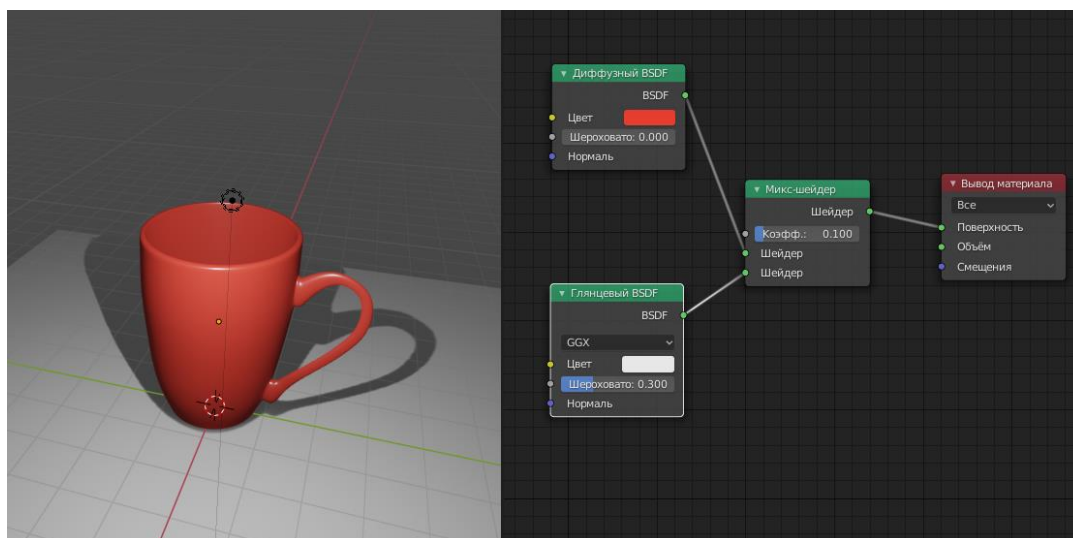 Диффузный BSDF
BSDF
Цвет
Шероховато: 0.000
Нормаль
Микс-шейдер
Шейдер
Коэфф.: 0.100
Шейдер
Шейдер
Вывод материала
Все
Поверхность
Объём
Смещения
Глянцевый BSDF
BSDF
GGX
Цвет
Шероховато: 0.300
Нормаль